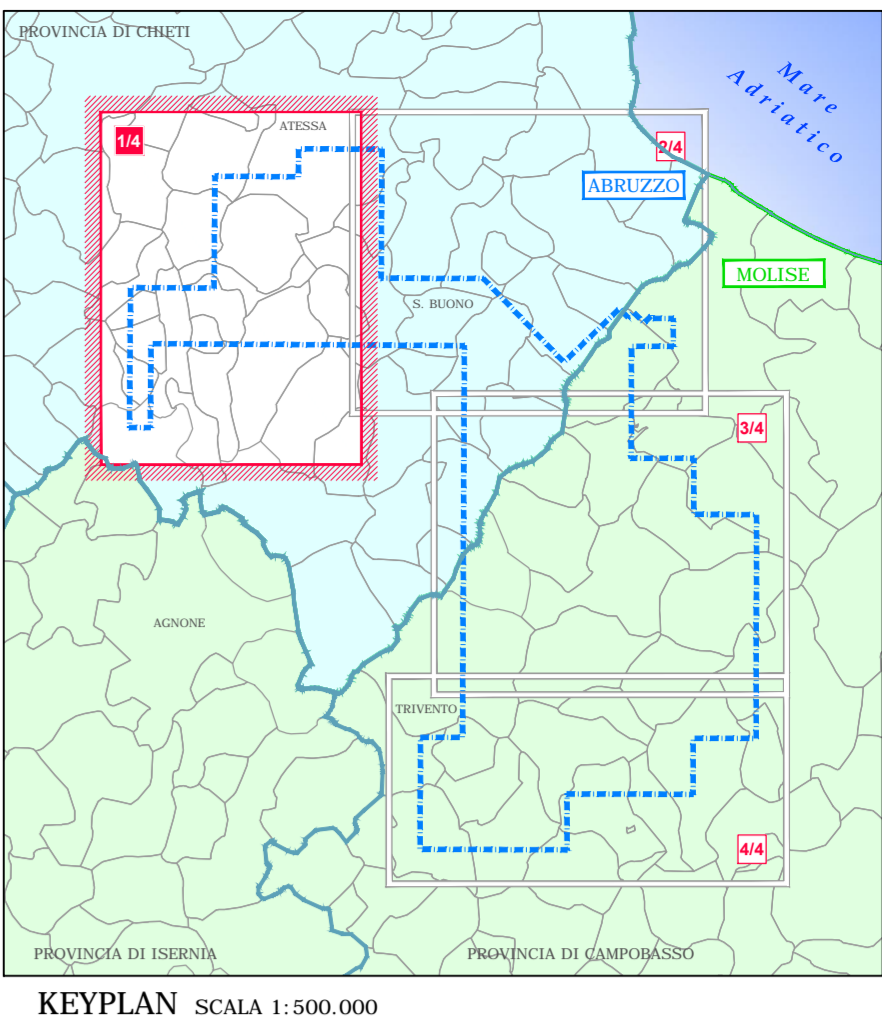 PROVINCIA DI CHIETI
Mare
Adriatico
ATESSA
1/4
2/4
ABRUZZO
MOLISE
S. BUONO
3/4
AGNONE
TRIVENTO
4/4
PROVINCIA DI ISERNIA
PROVINCIA DI CAMPOBASSO
KEYPLAN SCALA 1:500.000